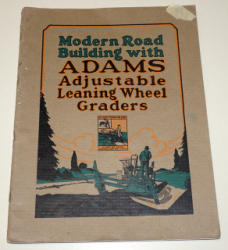 Modern Road
Building with
ADAMS
Adjustable
Leaning Wheel
Graders